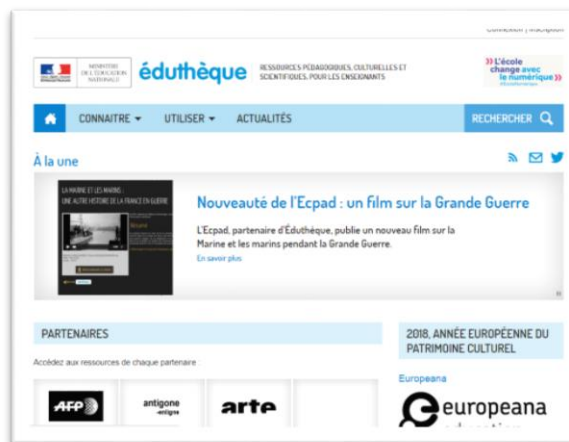 Connexion | Inscription
MINISTÈRE
DE L'ÉDUCATION
NATIONALE
éduthèque
RESSOURCES PÉDAGOGIQUES, CULTURELLES ET
SCIENTIFIQUES, POUR LES ENSEIGNANTS
L'école
change avec
le numérique
CONNAITRE UTILISER ACTUALITÉS RECHERCHER
À la une
LA MARINE ET LES MARINS :
UNE AUTRE HISTOIRE DE LA FRANCE EN GUERRE
Nouveauté de l'Ecpad : un film sur la Grande Guerre
L'Ecpad, partenaire d'Éduthèque, publie un nouveau film sur la
Marine et les marins pendant la Grande Guerre.
En savoir plus
PARTENAIRES
Accédez aux ressources de chaque partenaire
AFP
antigone
-enligne
arte
2018, ANNÉE EUROPÉENNE DU
PATRIMOINE CULTUREL
Europeana
europeana
education